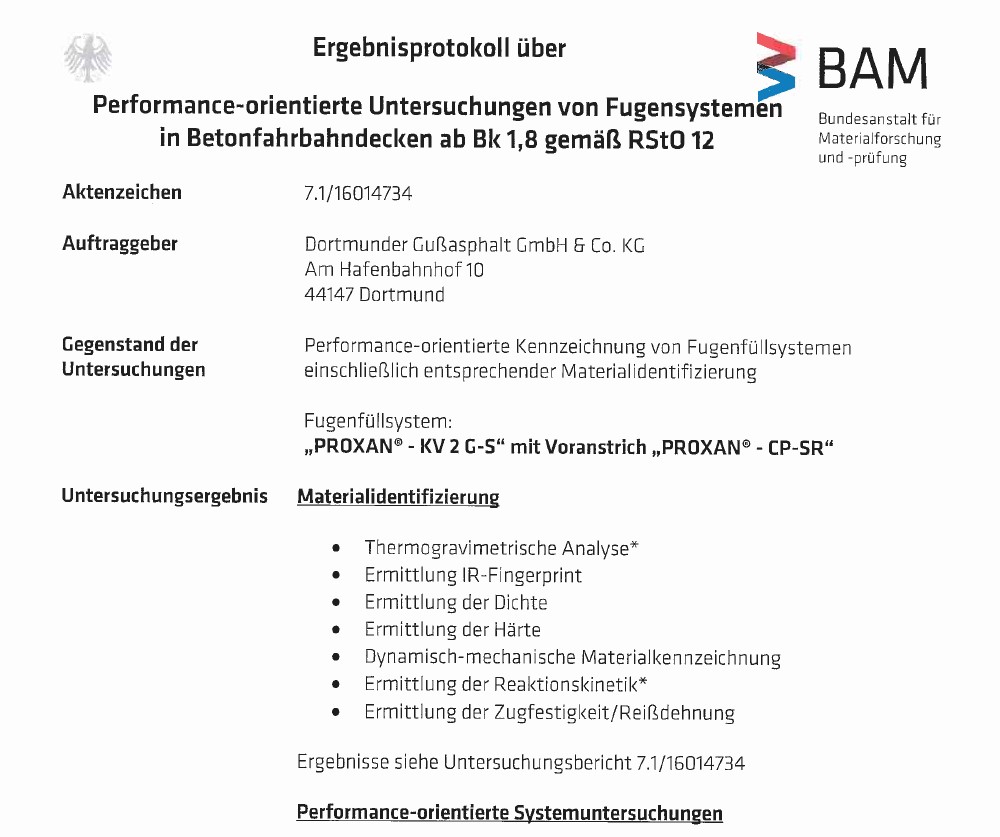 Ergebnisprotokoll über
BAM
Performance-orientierte Untersuchungen von Fugensystemen
in Betonfahrbahndecken ab Bk 1,8 gemäß RStO 12
Bundesanstalt für
Materialforschung
und -prüfung
Aktenzeichen 7.1/16014734
Auftraggeber Dortmunder Gußasphalt GmbH & Co. KG
Am Hafenbahnhof 10
44147 Dortmund
Gegenstand der Performance-orientierte Kennzeichnung von Fugenfüllsystemen
Untersuchungen einschließlich entsprechender Materialidentifizierung
Fugenfüllsystem:
„PROXAN® - KV 2 G-S“ mit Voranstrich „PROXAN® - CP-SR“
Untersuchungsergebnis Materialidentifizierung
• Thermogravimetrische Analyse*
• Ermittlung IR-Fingerprint
• Ermittlung der Dichte
• Ermittlung der Härte
• Dynamisch-mechanische Materialkennzeichnung
• Ermittlung der Reaktionskinetik*
• Ermittlung der Zugfestigkeit/Reißdehnung
Ergebnisse siehe Untersuchungsbericht 7.1/16014734
Performance-orientierte Systemuntersuchungen